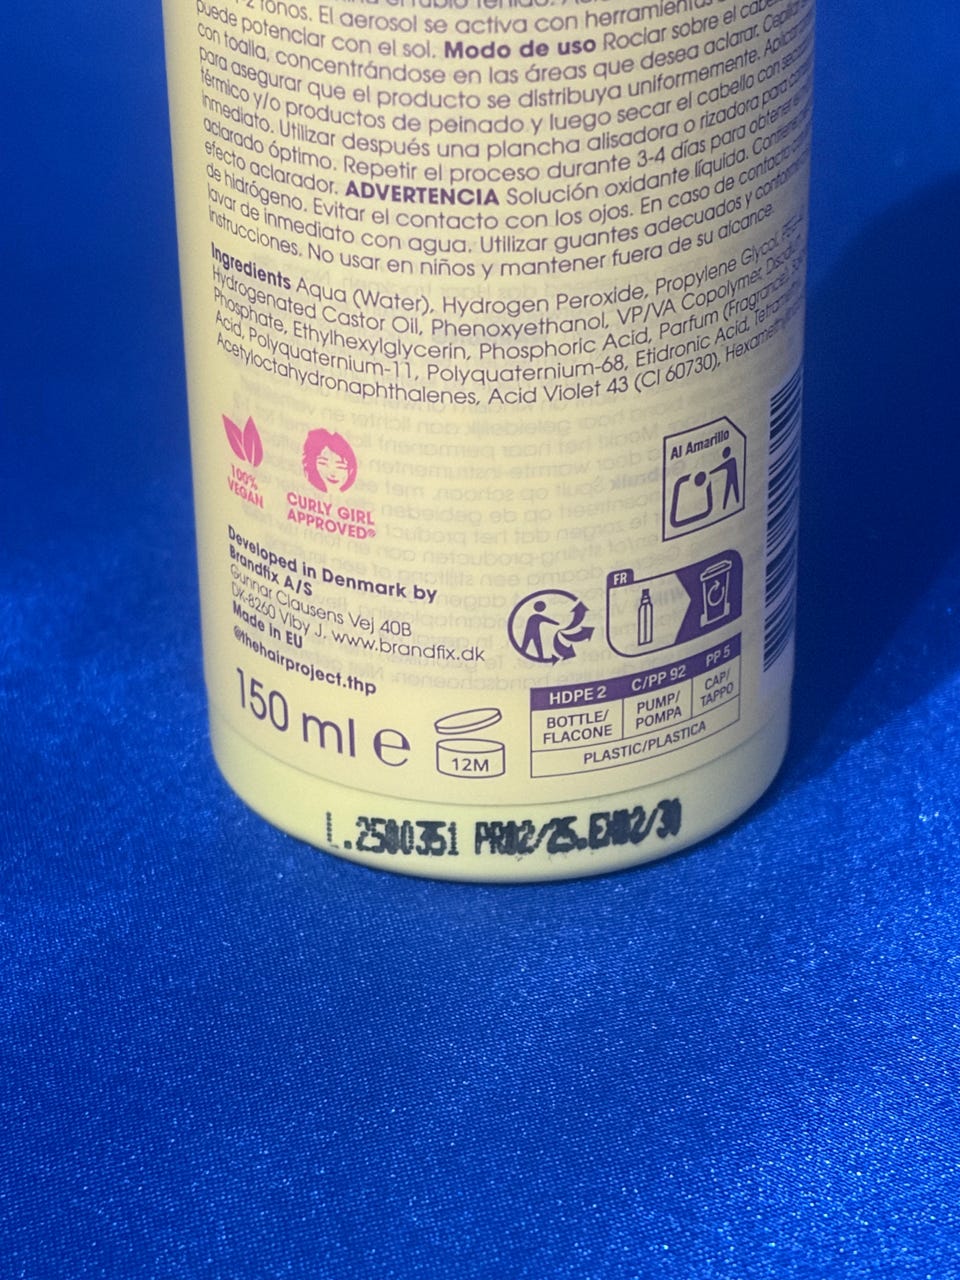 1-2 tonos. El aerosol se activa con herramientas
puede potenciar con el sol. Modo de uso Rociar sobre el
con toalla, concentrándose en las áreas que desea aclarar.
para asegurar que el producto se distribuya uniformemente.
térmico y/o productos de peinado y luego secar el cabello con
inmediato. Utilizar después una plancha alisadora o rizadora para
aclarado óptimo. Repetir el proceso durante 3-4 días para obtener
efecto aclarador. ADVERTENCIA Solución oxidante líquida.
de hidrógeno. Evitar el contacto con los ojos. En caso de contacto
lavar de inmediato con agua. Utilizar guantes adecuados y
instrucciones. No usar en niños y mantener fuera de su alcance.
Ingredients Aqua (Water), Hydrogen Peroxide, Propylene Glycol,
Hydrogenated Castor Oil, Phenoxyethanol, VP/VA Copolymer,
Phosphate, Ethylhexylglycerin, Phosphoric Acid, Parfum (Fragrance),
Acid, Polyquaternium-11, Polyquaternium-68, Etidronic Acid,
Acetyloctahydronaphthalenes, Acid Violet 43 (CI 60730),
100%
VEGAN
CURLY GIRL
APPROVED®
Al Amarillo
Developed in Denmark by
Brandfix A/S
Gunnar Clausens Vej 40B
DK-8260 Viby J. www.brandfix.dk
Made in EU
@thehairproject.thp
FR
150 ml e
12M
HDPE 2 C/PP 92 PP 5
BOTTLE/ PUMP/ CAP/
FLACONE POMPA TAPPO
PLASTIC/PLASTICA
L.2500351 PR02/25.EX02/30